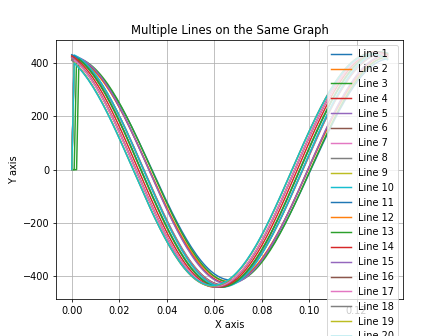 Multiple Lines on the Same Graph
Y axis
400
200
0
−200
−400
0.00
0.02
0.04
0.06
0.08
0.10
X axis
Line 1
Line 2
Line 3
Line 4
Line 5
Line 6
Line 7
Line 8
Line 9
Line 10
Line 11
Line 12
Line 13
Line 14
Line 15
Line 16
Line 17
Line 18
Line 19
Line 20